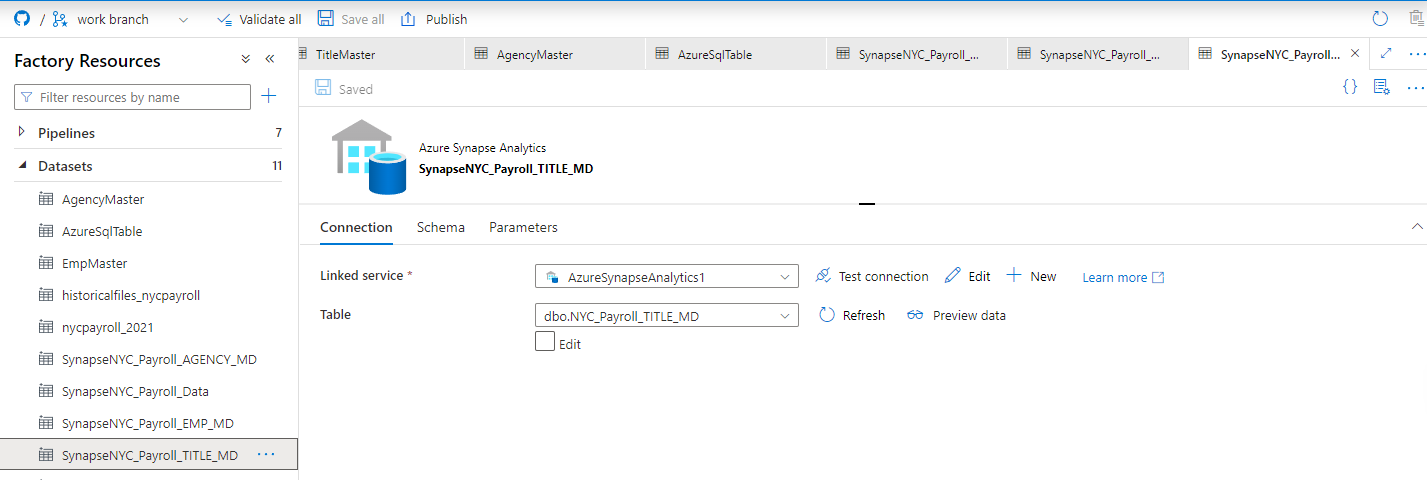 / work branch Validate all Save all Publish
Factory Resources
Filter resources by name
Pipelines 7
Datasets 11
AgencyMaster
AzureSqlTable
EmpMaster
historicalfiles_nycpayroll
nycpayroll_2021
SynapseNYC_Payroll_AGENCY_MD
SynapseNYC_Payroll_Data
SynapseNYC_Payroll_EMP_MD
SynapseNYC_Payroll_TITLE_MD ...
TitleMaster AgencyMaster AzureSqlTable SynapseNYC_Payroll_... SynapseNYC_Payroll_... SynapseNYC_Payroll...
Saved {}
Azure Synapse Analytics
SynapseNYC_Payroll_TITLE_MD
Connection Schema Parameters
Linked service * AzureSynapseAnalytics1 Test connection Edit New Learn more
Table dbo.NYC_Payroll_TITLE_MD Refresh Preview data
Edit